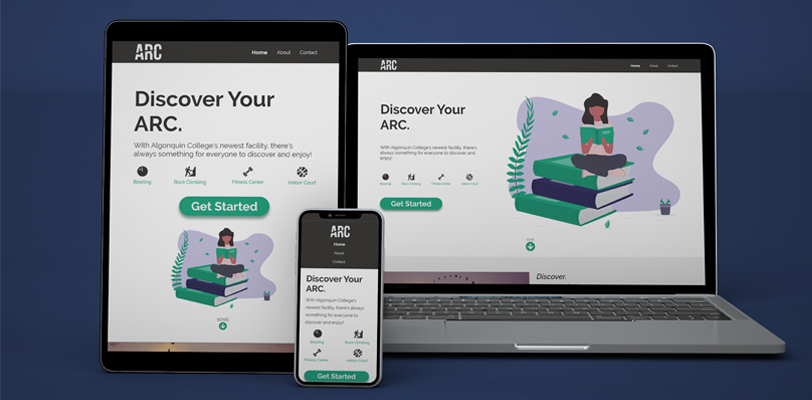 ARC
Home About Contact
Discover Your
ARC.
With Algonquin College's newest facility, there's
always something for everyone to discover and enjoy!
Bowling Rock Climbing Fitness Center Indoor Court
Get Started
MORE
ARC
Home
About
Contact
Discover Your
ARC.
With Algonquin College's
newest facility, there's
always something for
everyone to discover and
enjoy!
Bowling Rock Climbing
Fitness Center Indoor Court
Get Started
ARC
Home About Contact
Discover Your
ARC.
With Algonquin College's newest facility, there's
always something for everyone to discover and
enjoy!
Bowling Rock Climbing Fitness Center Indoor Court
Get Started
MORE
Discover.